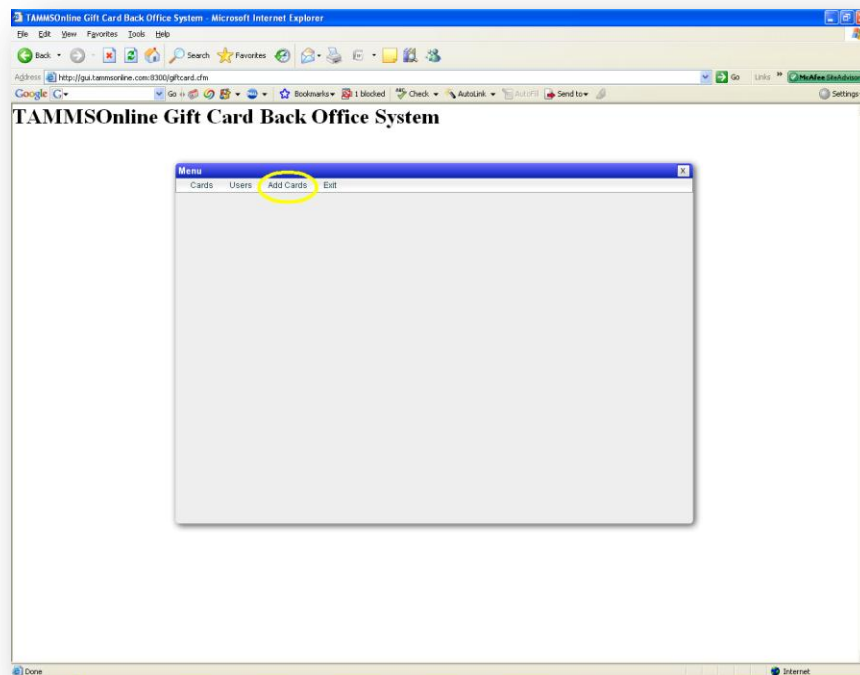 TAMMSOnline Gift Card Back Office System - Microsoft Internet Explorer
File Edit View Favorites Tools Help
Back Search Favorites
Address http://gui.tammsonline.com:8300/giftcard.cfm Go Links » McAfee SiteAdvisor
Google G Go Bookmarks 1 blocked Check AutoLink AutoFill Send to Settings
TAMMSOnline Gift Card Back Office System
Menu X
Cards Users Add Cards Exit
Done Internet